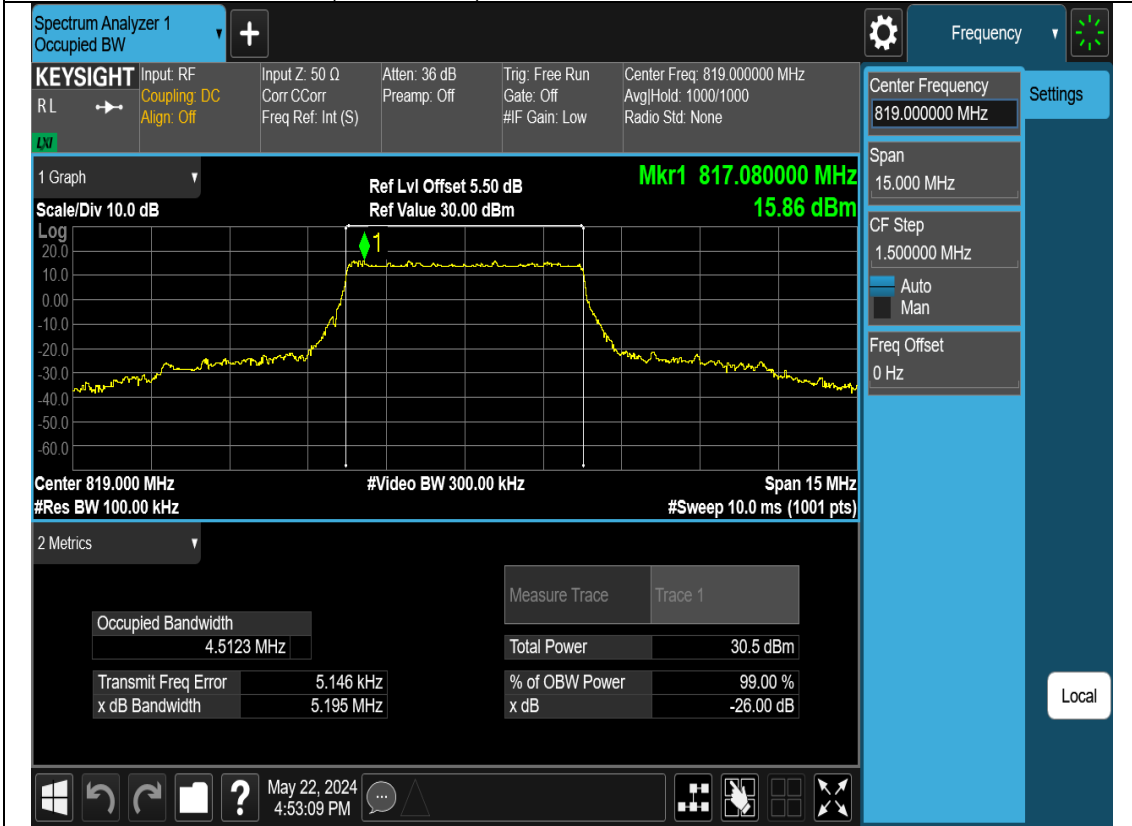 Spectrum Analyzer 1
Occupied BW
+
Frequency
KEYSIGHT
R L
LXI
Input: RF
Coupling: DC
Align: Off
Input Z: 50 Ω
Corr CCorr
Freq Ref: Int (S)
Atten: 36 dB
Preamp: Off
Trig: Free Run
Gate: Off
#IF Gain: Low
Center Freq: 819.000000 MHz
Avg|Hold: 1000/1000
Radio Std: None
Center Frequency
819.000000 MHz
Settings
Span
15.000 MHz
CF Step
1.500000 MHz
Auto
Man
Freq Offset
0 Hz
Local
1 Graph
Scale/Div 10.0 dB
Ref Lvl Offset 5.50 dB
Ref Value 30.00 dBm
Mkr1 817.080000 MHz
15.86 dBm
Log
20.0
10.0
0.00
-10.0
-20.0
-30.0
-40.0
-50.0
-60.0
1
Center 819.000 MHz
#Video BW 300.00 kHz
Span 15 MHz
#Res BW 100.00 kHz
#Sweep 10.0 ms (1001 pts)
2 Metrics
Measure Trace
Trace 1
Occupied Bandwidth
4.5123 MHz
Total Power
30.5 dBm
Transmit Freq Error
5.146 kHz
% of OBW Power
99.00 %
x dB Bandwidth
5.195 MHz
x dB
-26.00 dB
?
May 22, 2024
4:53:09 PM